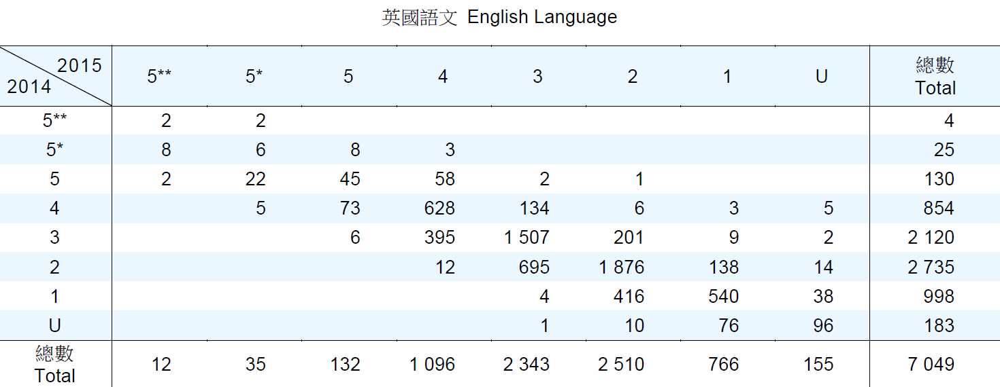 英國語文 English Language
2015
2014
5** 5* 5 4 3 2 1 U 總數
Total
5** 2 2 4
5* 8 6 8 3 25
5 2 22 45 58 2 1 130
4 5 73 628 134 6 3 5 854
3 6 395 1 507 201 9 2 2 120
2 12 695 1 876 138 14 2 735
1 4 416 540 38 998
U 1 10 76 96 183
總數
Total 12 35 132 1 096 2 343 2 510 766 155 7 049